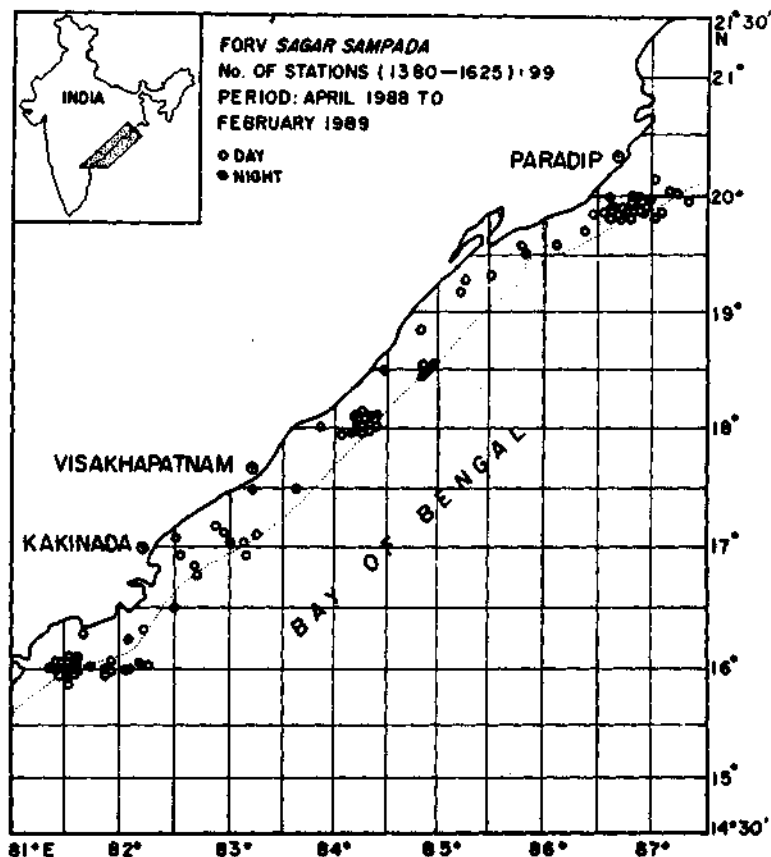 FORV SAGAR SAMPADA
No. OF STATIONS (1380—1625): 99
PERIOD: APRIL 1988 TO
FEBRUARY 1989
○ DAY
● NIGHT
INDIA
21°30'
N
21°
PARADIP
20°
19°
18°
VISAKHAPATNAM
KAKINADA
17°
BAY OF BENGAL
16°
15°
14°30'
81°E 82° 83° 84° 85° 86° 87°